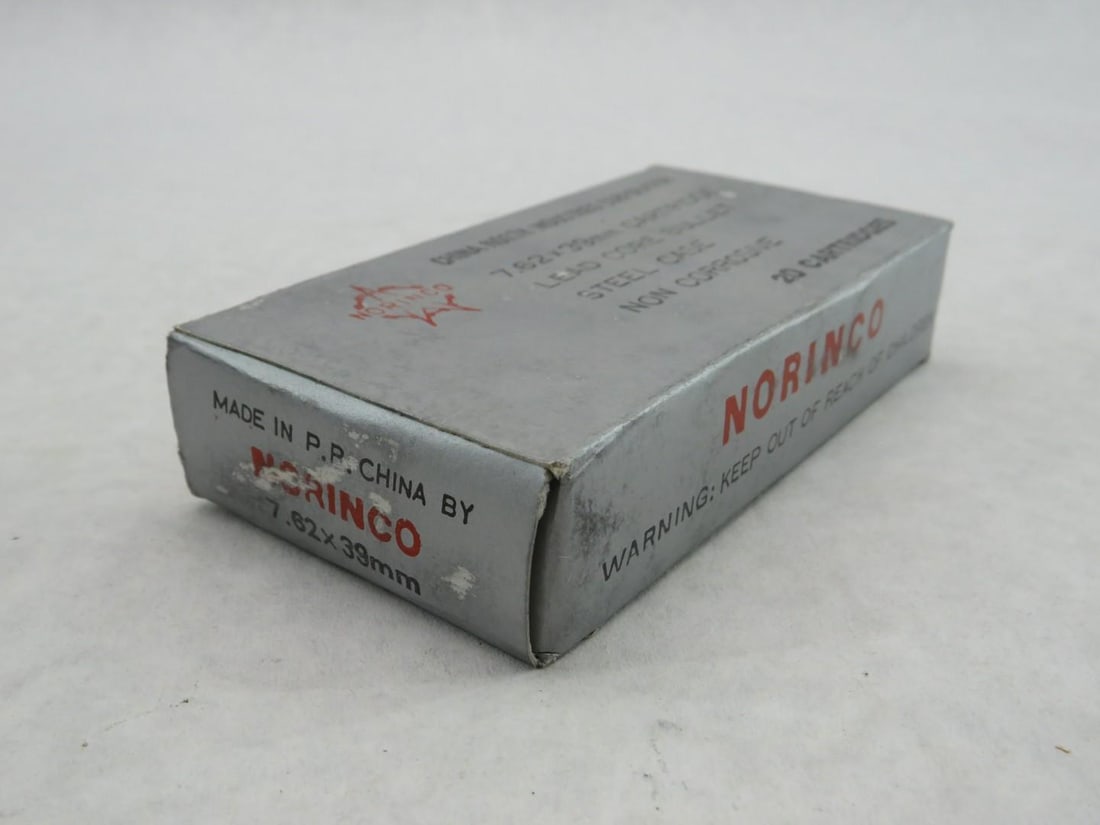 CHINA NORTH INDUSTRIES CORPORATION
7.62×39mm CARTRIDGE
LEAD CORE BULLET
STEEL CASE
NON CORROSIVE
20 CARTRIDGES
NORINCO
NORINCO
WARNING: KEEP OUT OF REACH OF CHILDREN
MADE IN P.R. CHINA BY
NORINCO
7.62×39mm